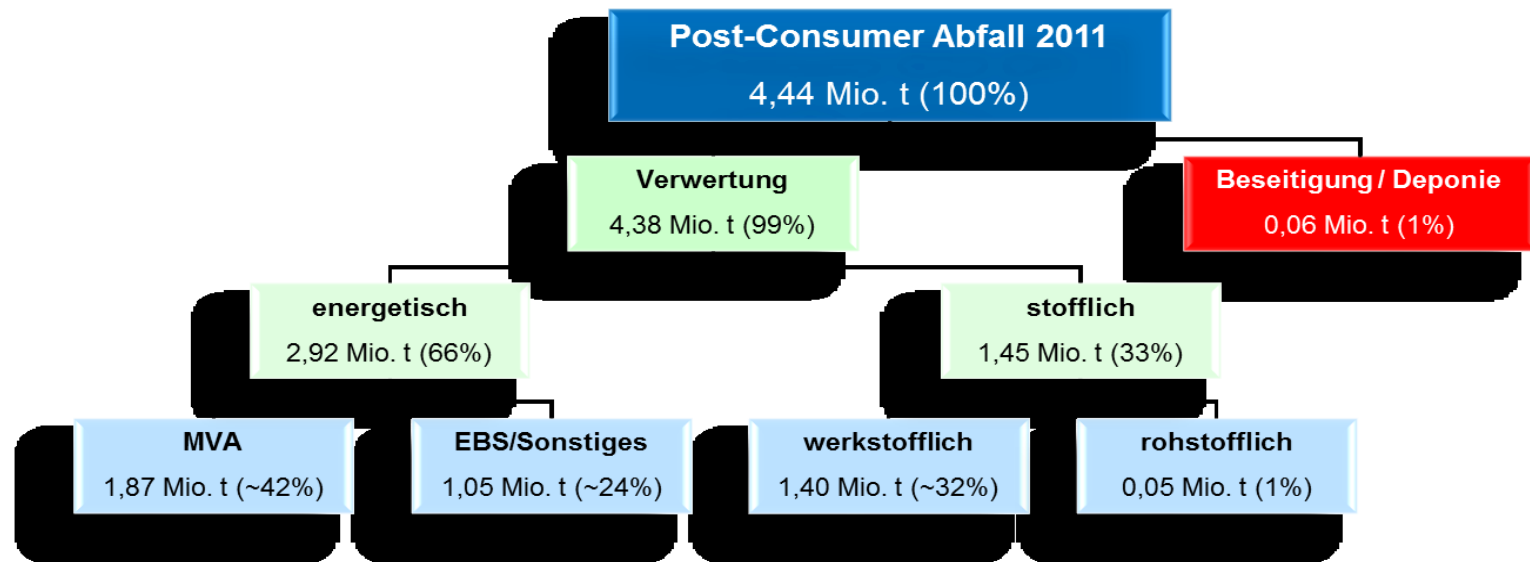 Post-Consumer Abfall 2011
4,44 Mio. t (100%)
Verwertung
4,38 Mio. t (99%)
Beseitigung / Deponie
0,06 Mio. t (1%)
energetisch
2,92 Mio. t (66%)
stofflich
1,45 Mio. t (33%)
MVA
1,87 Mio. t (~42%)
EBS/Sonstiges
1,05 Mio. t (~24%)
werkstofflich
1,40 Mio. t (~32%)
rohstofflich
0,05 Mio. t (1%)